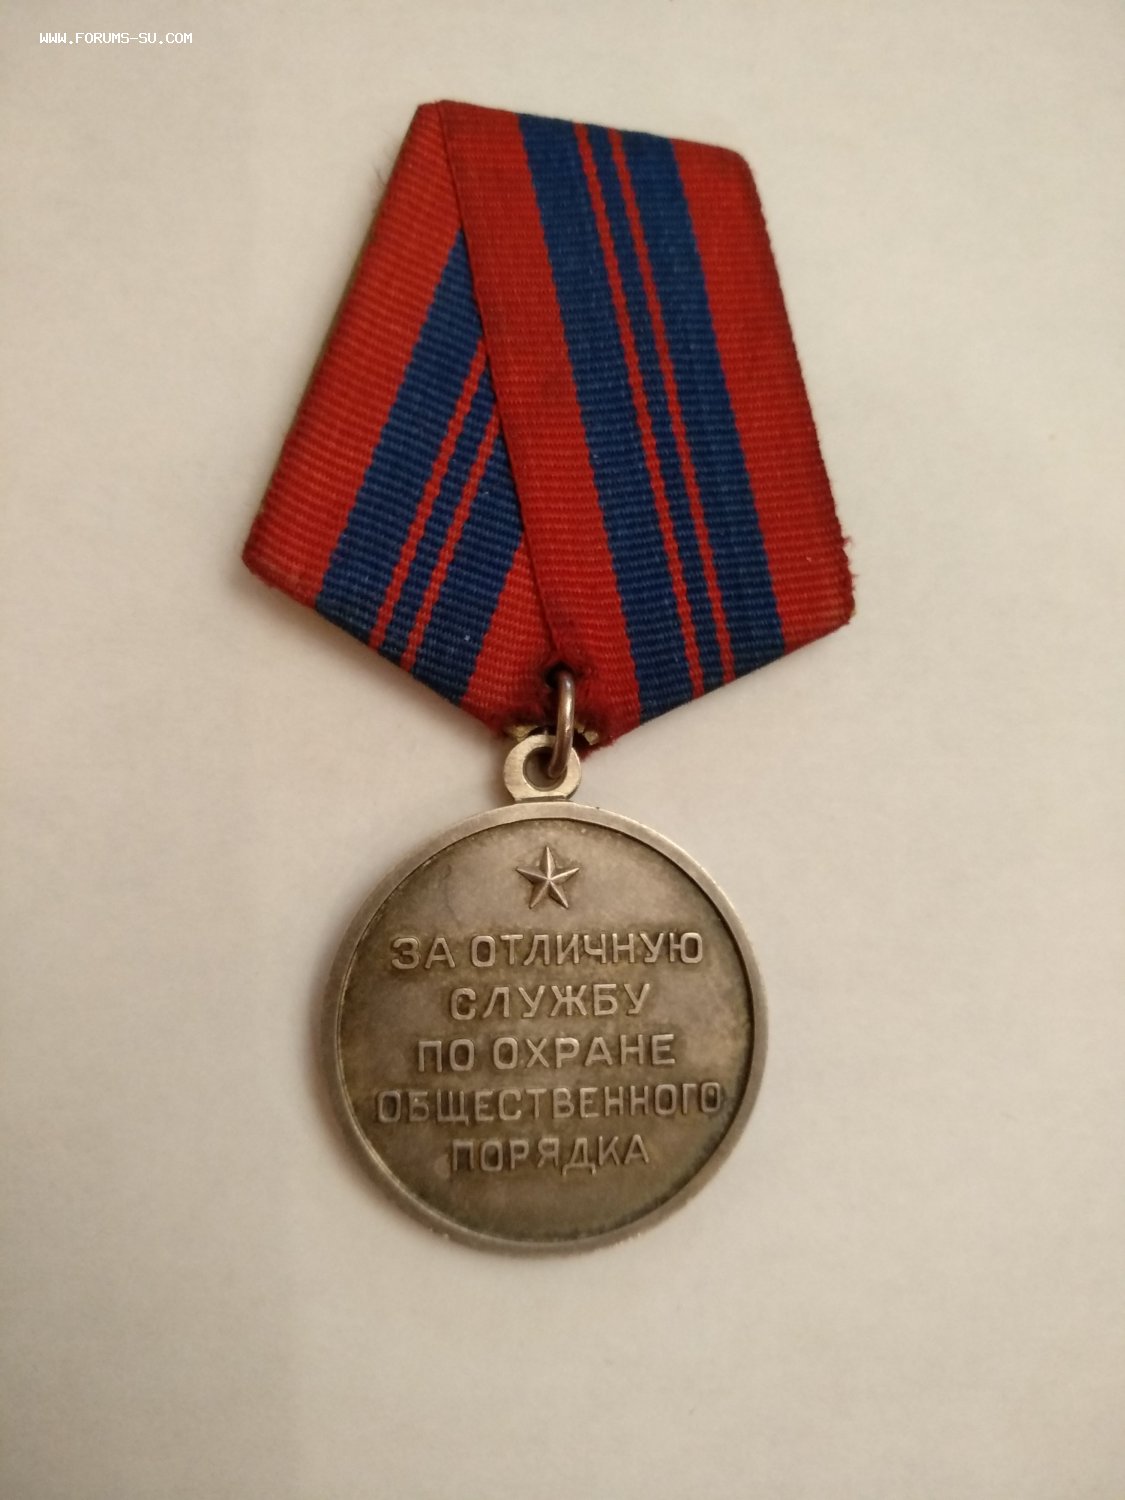 WWW.FORUMS-SU.COM
ЗА ОТЛИЧНУЮ
СЛУЖБУ
ПО ОХРАНЕ
ОБЩЕСТВЕННОГО
ПОРЯДКА